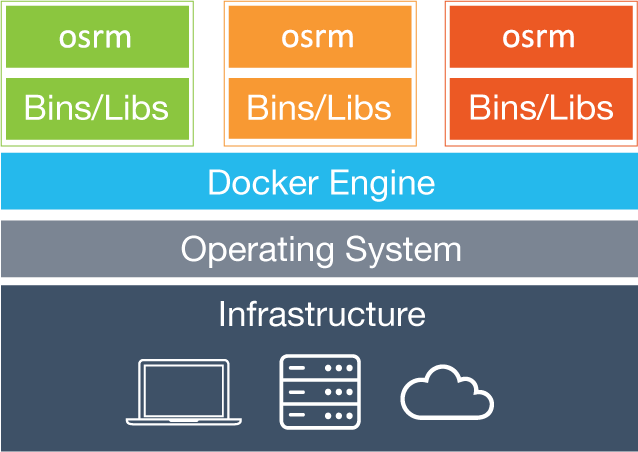 osrm osrm osrm
Bins/Libs Bins/Libs Bins/Libs
Docker Engine
Operating System
Infrastructure